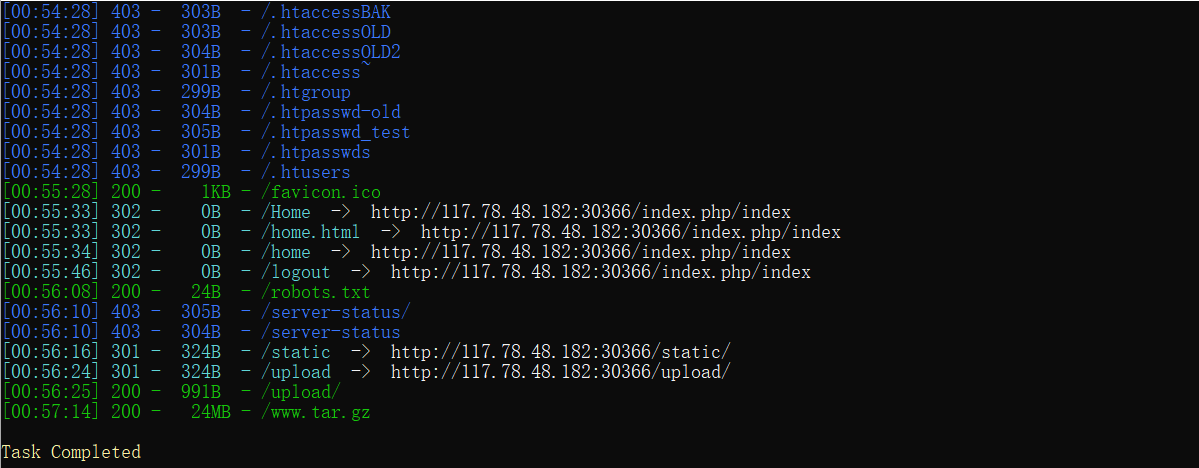 [00:54:28] 403 -  303B  - /.htaccessBAK
[00:54:28] 403 -  303B  - /.htaccessOLD
[00:54:28] 403 -  304B  - /.htaccessOLD2
[00:54:28] 403 -  301B  - /.htaccess~
[00:54:28] 403 -  299B  - /.htgroup
[00:54:28] 403 -  304B  - /.htpasswd-old
[00:54:28] 403 -  305B  - /.htpasswd_test
[00:54:28] 403 -  301B  - /.htpasswds
[00:54:28] 403 -  299B  - /.htusers
[00:55:28] 200 -    1KB - /favicon.ico
[00:55:33] 302 -    0B  - /Home  ->  http://117.78.48.182:30366/index.php/index
[00:55:33] 302 -    0B  - /home.html  ->  http://117.78.48.182:30366/index.php/index
[00:55:34] 302 -    0B  - /home  ->  http://117.78.48.182:30366/index.php/index
[00:55:46] 302 -    0B  - /logout  ->  http://117.78.48.182:30366/index.php/index
[00:56:08] 200 -   24B  - /robots.txt
[00:56:10] 403 -  305B  - /server-status/
[00:56:10] 403 -  304B  - /server-status
[00:56:16] 301 -  324B  - /static  ->  http://117.78.48.182:30366/static/
[00:56:24] 301 -  324B  - /upload  ->  http://117.78.48.182:30366/upload/
[00:56:25] 200 -  991B  - /upload/
[00:57:14] 200 -   24MB - /www.tar.gz
Task Completed